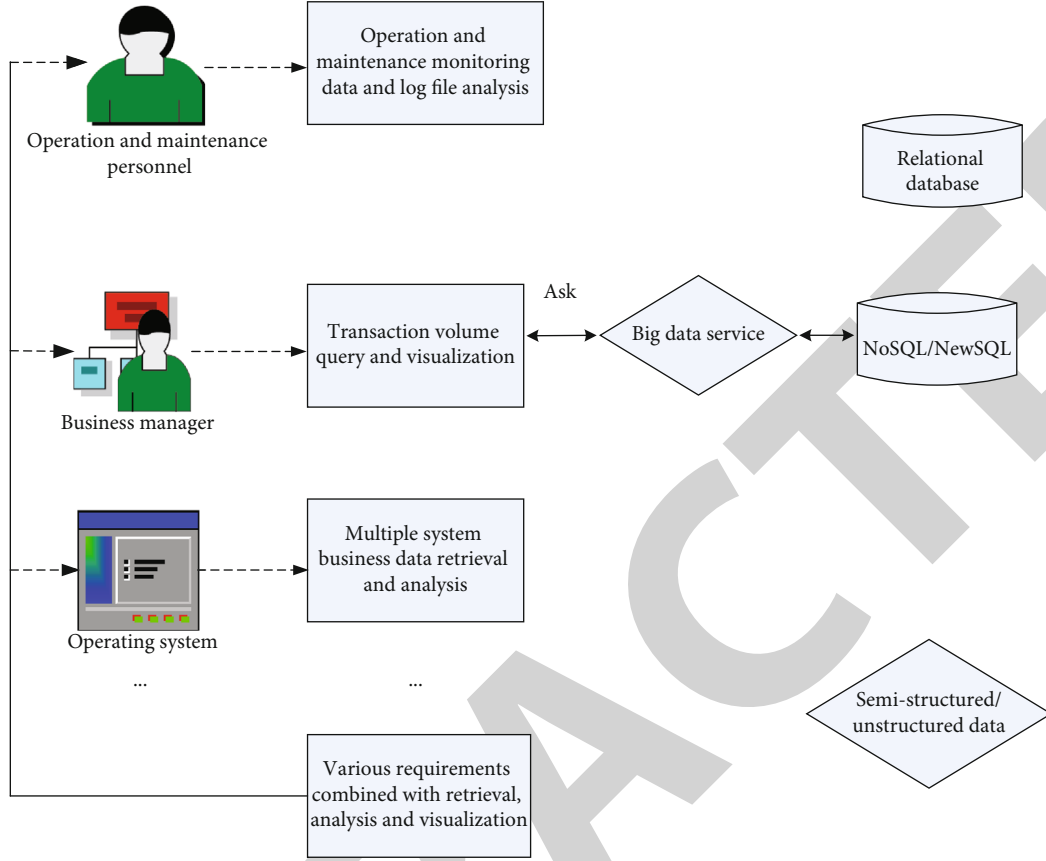 Operation and
maintenance monitoring
data and log file analysis
Operation and maintenance
personnel
Relational
database
Ask
Transaction volume
query and visualization
Big data service
NoSQL/NewSQL
Business manager
Multiple system
business data retrieval
and analysis
Operating system
...
...
Semi-structured/
unstructured data
Various requirements
combined with retrieval,
analysis and visualization
ACTE